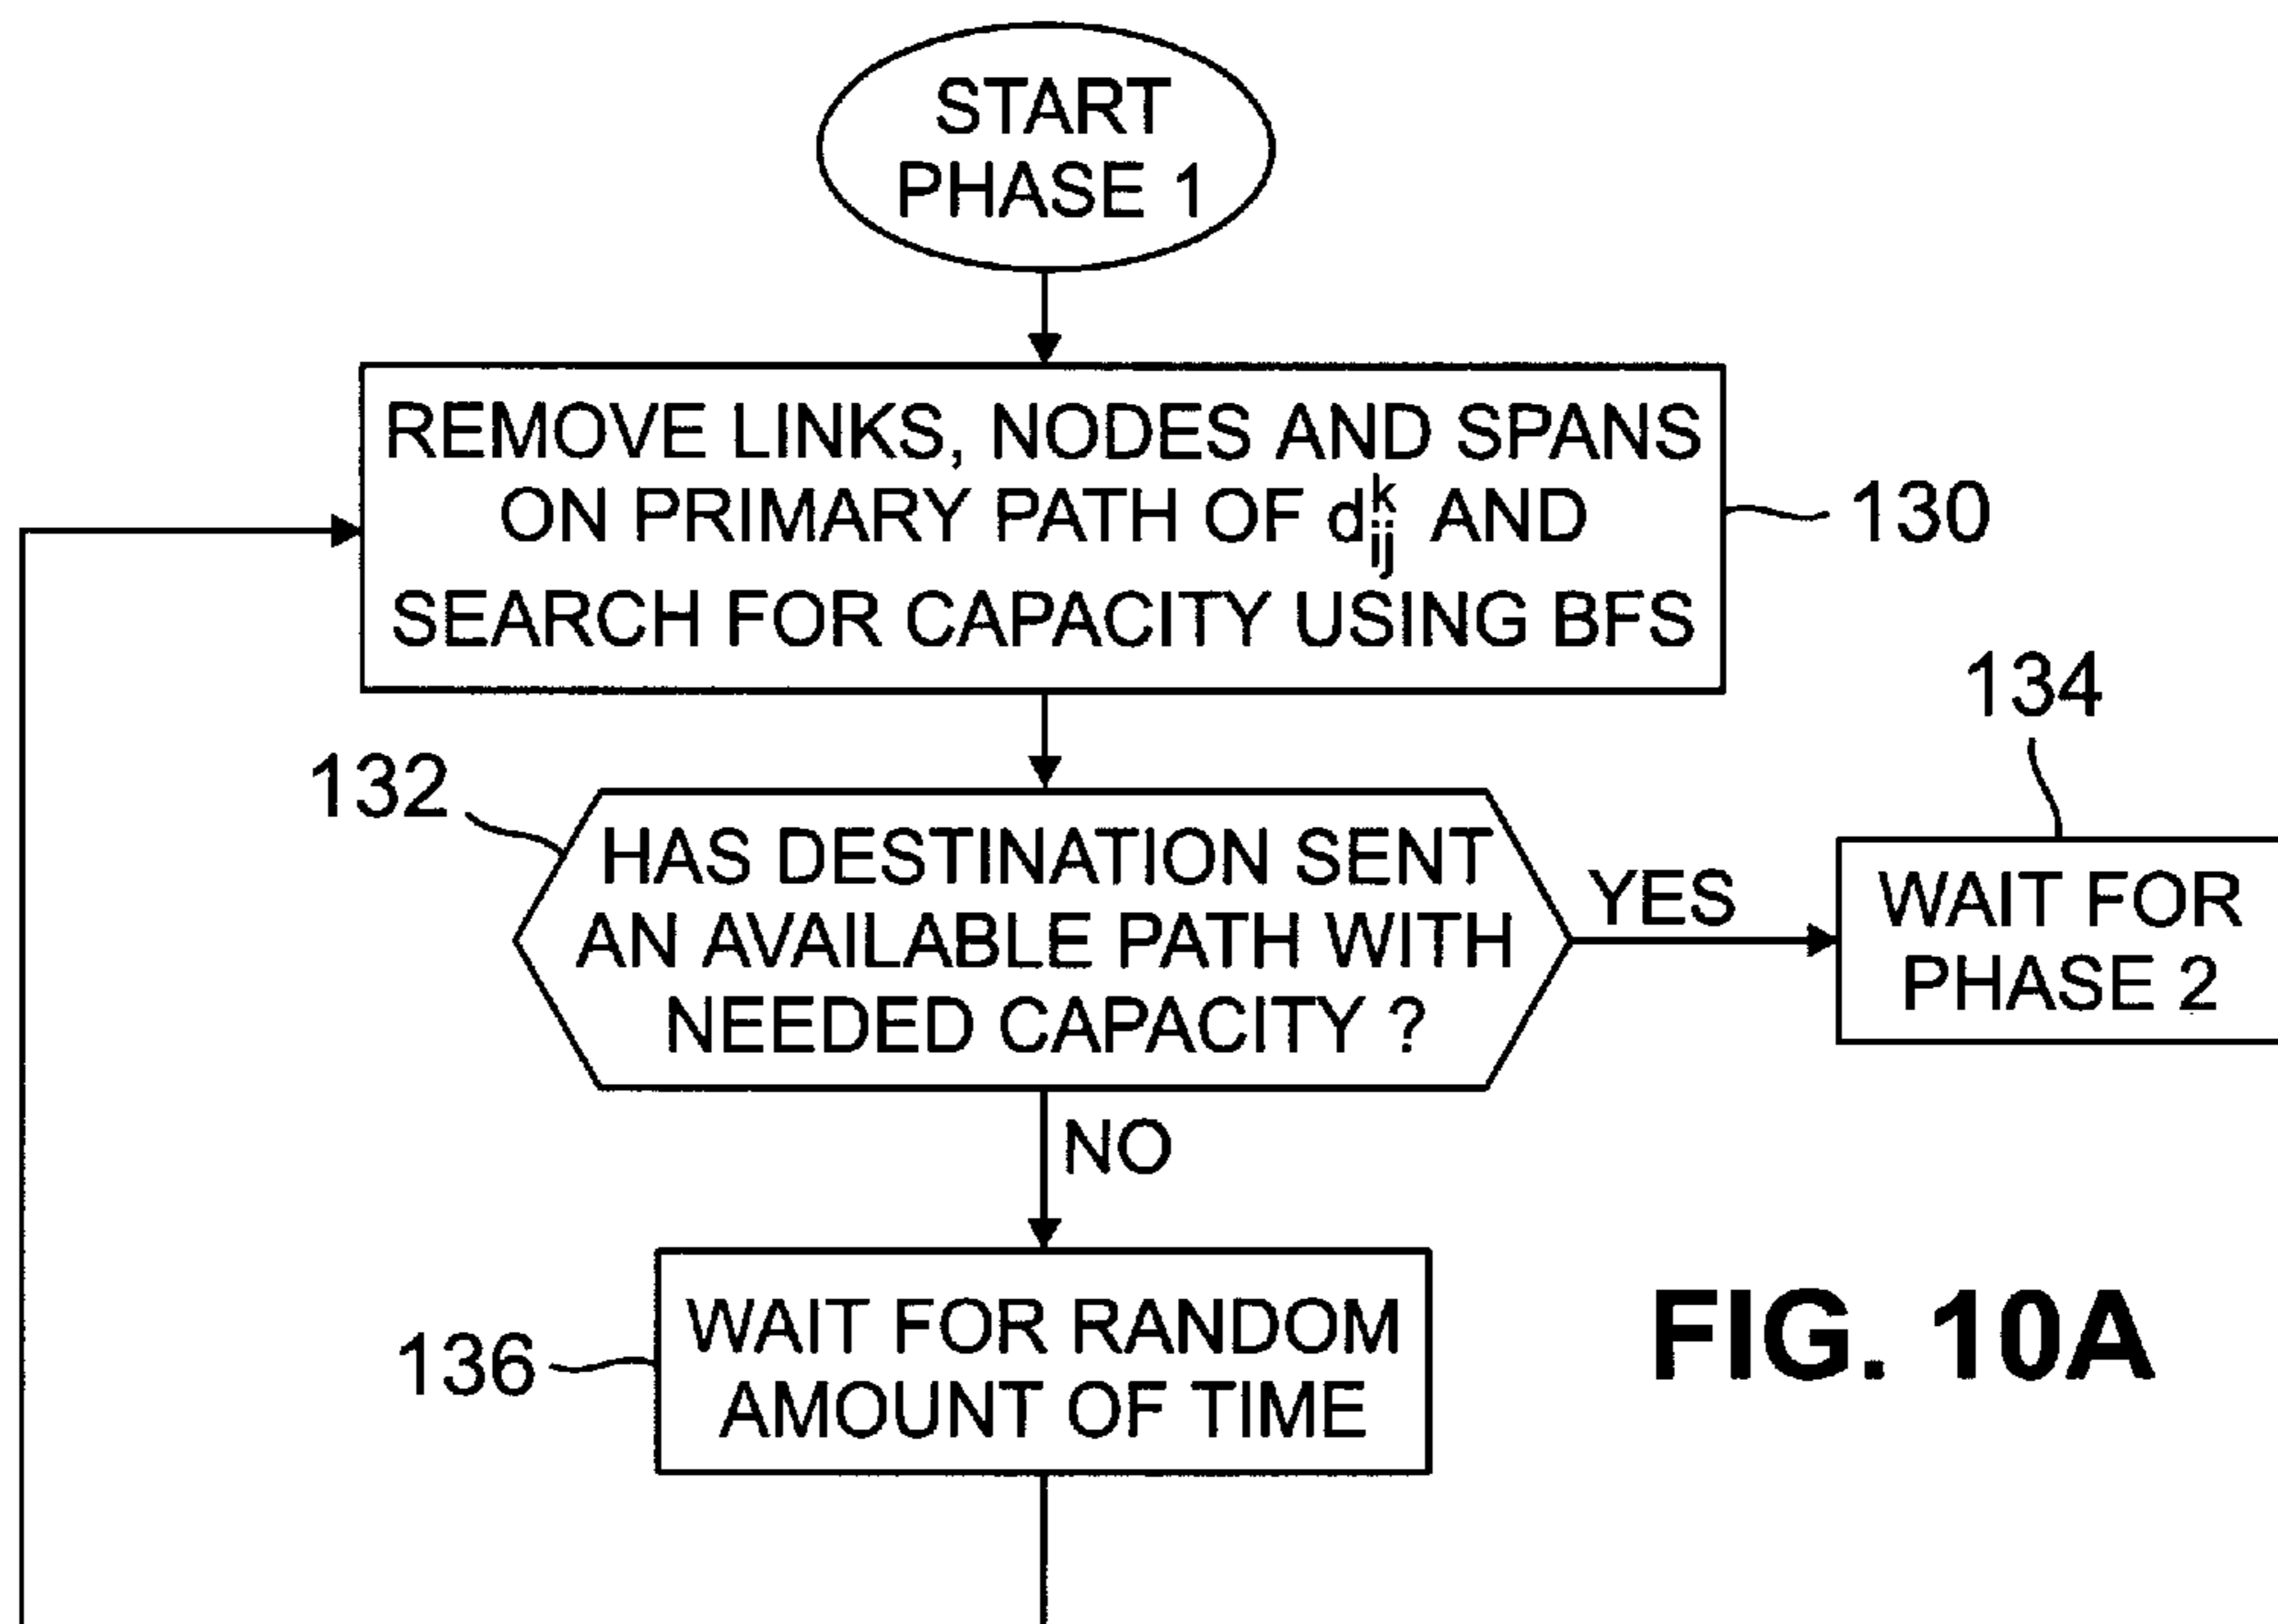 START
PHASE 1
REMOVE LINKS, NODES AND SPANS
ON PRIMARY PATH OF d^k_ij AND
SEARCH FOR CAPACITY USING BFS
130
132
HAS DESTINATION SENT
AN AVAILABLE PATH WITH
NEEDED CAPACITY ?
YES
134
WAIT FOR
PHASE 2
NO
136
WAIT FOR RANDOM
AMOUNT OF TIME
FIG. 10A